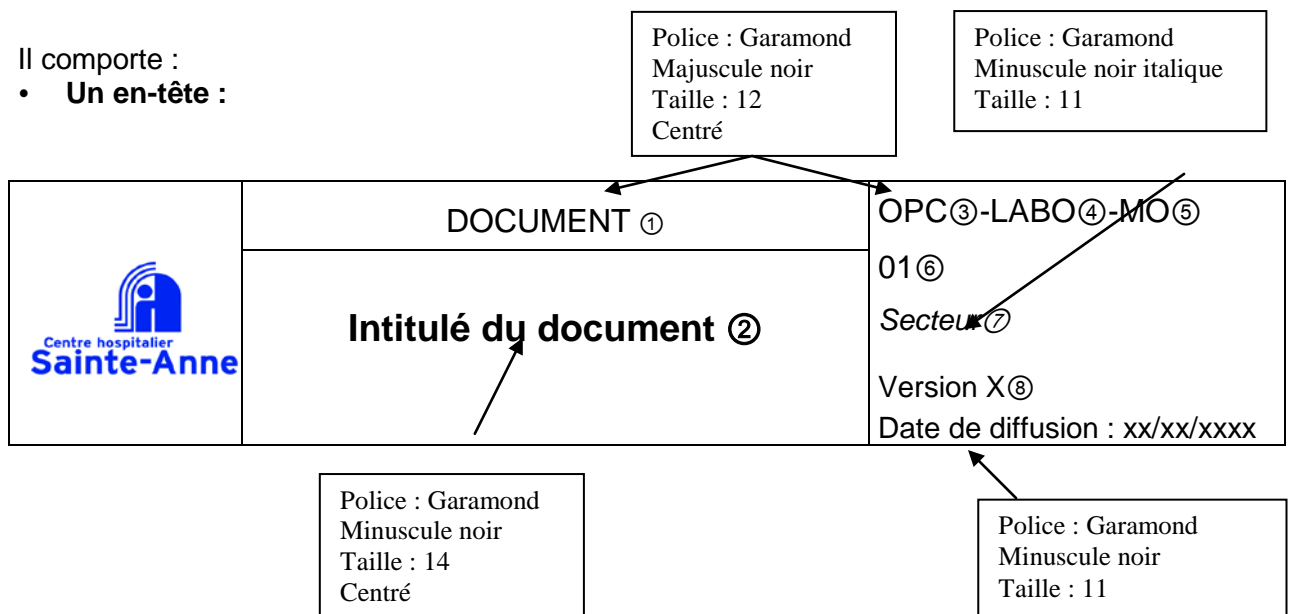 Il comporte :
• Un en-tête :
Police : Garamond
Majuscule noir
Taille : 12
Centré
Police : Garamond
Minuscule noir italique
Taille : 11
Centre hospitalier
Sainte-Anne
DOCUMENT ①
Intitulé du document ②
OPC③-LABO④-MO⑤
01⑥
Secteur⑦
Version X⑧
Date de diffusion : xx/xx/xxxx
Police : Garamond
Minuscule noir
Taille : 14
Centré
Police : Garamond
Minuscule noir
Taille : 11